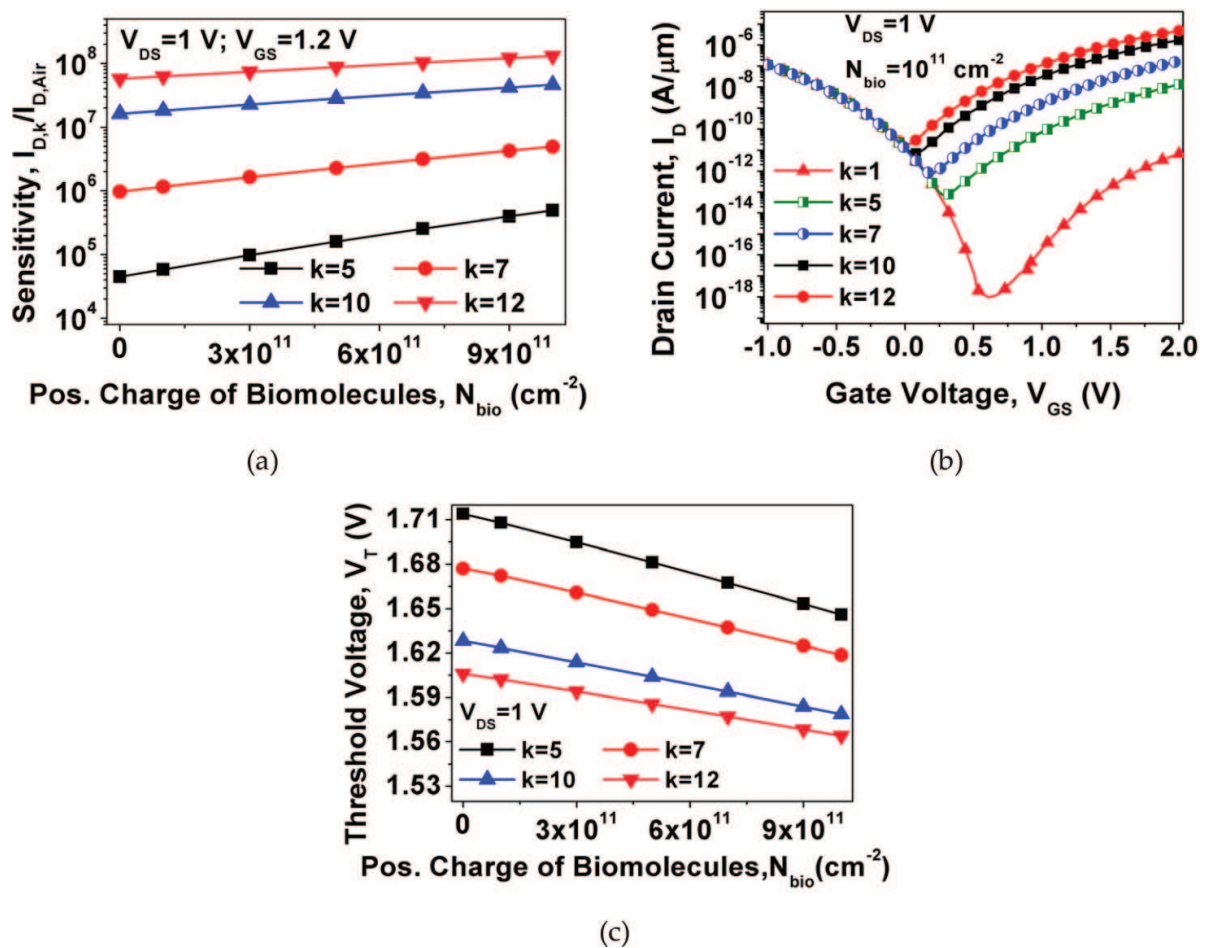 V_DS=1 V; V_GS=1.2 V
10^8
10^7
10^6
10^5
10^4
Sensitivity, I_D,k/I_D,Air
k=5 k=7
k=10 k=12
0 3x10^11 6x10^11 9x10^11
Pos. Charge of Biomolecules, N_bio (cm^-2)
(a)
V_DS=1 V
N_bio=10^11 cm^-2
10^-6
10^-8
10^-10
10^-12
10^-14
10^-16
10^-18
Drain Current, I_D (A/μm)
k=1
k=5
k=7
k=10
k=12
-1.0 -0.5 0.0 0.5 1.0 1.5 2.0
Gate Voltage, V_GS (V)
(b)
1.71
1.68
1.65
1.62
1.59
1.56
1.53
Threshold Voltage, V_T (V)
V_DS=1 V
k=5 k=7
k=10 k=12
0 3x10^11 6x10^11 9x10^11
Pos. Charge of Biomolecules,N_bio(cm^-2)
(c)